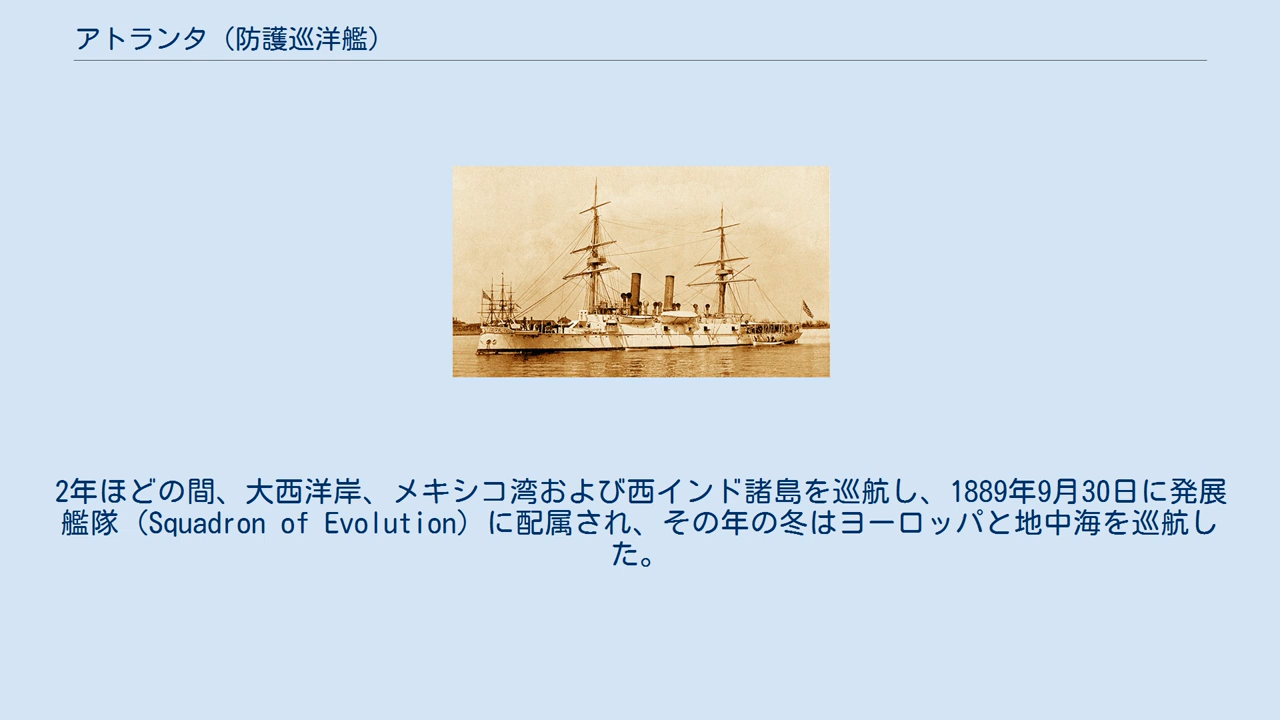 アトランタ（防護巡洋艦）
2年ほどの間、大西洋岸、メキシコ湾および西インド諸島を巡航し、1889年9月30日に発展
艦隊（Squadron of Evolution）に配属され、その年の冬はヨーロッパと地中海を巡航し
た。